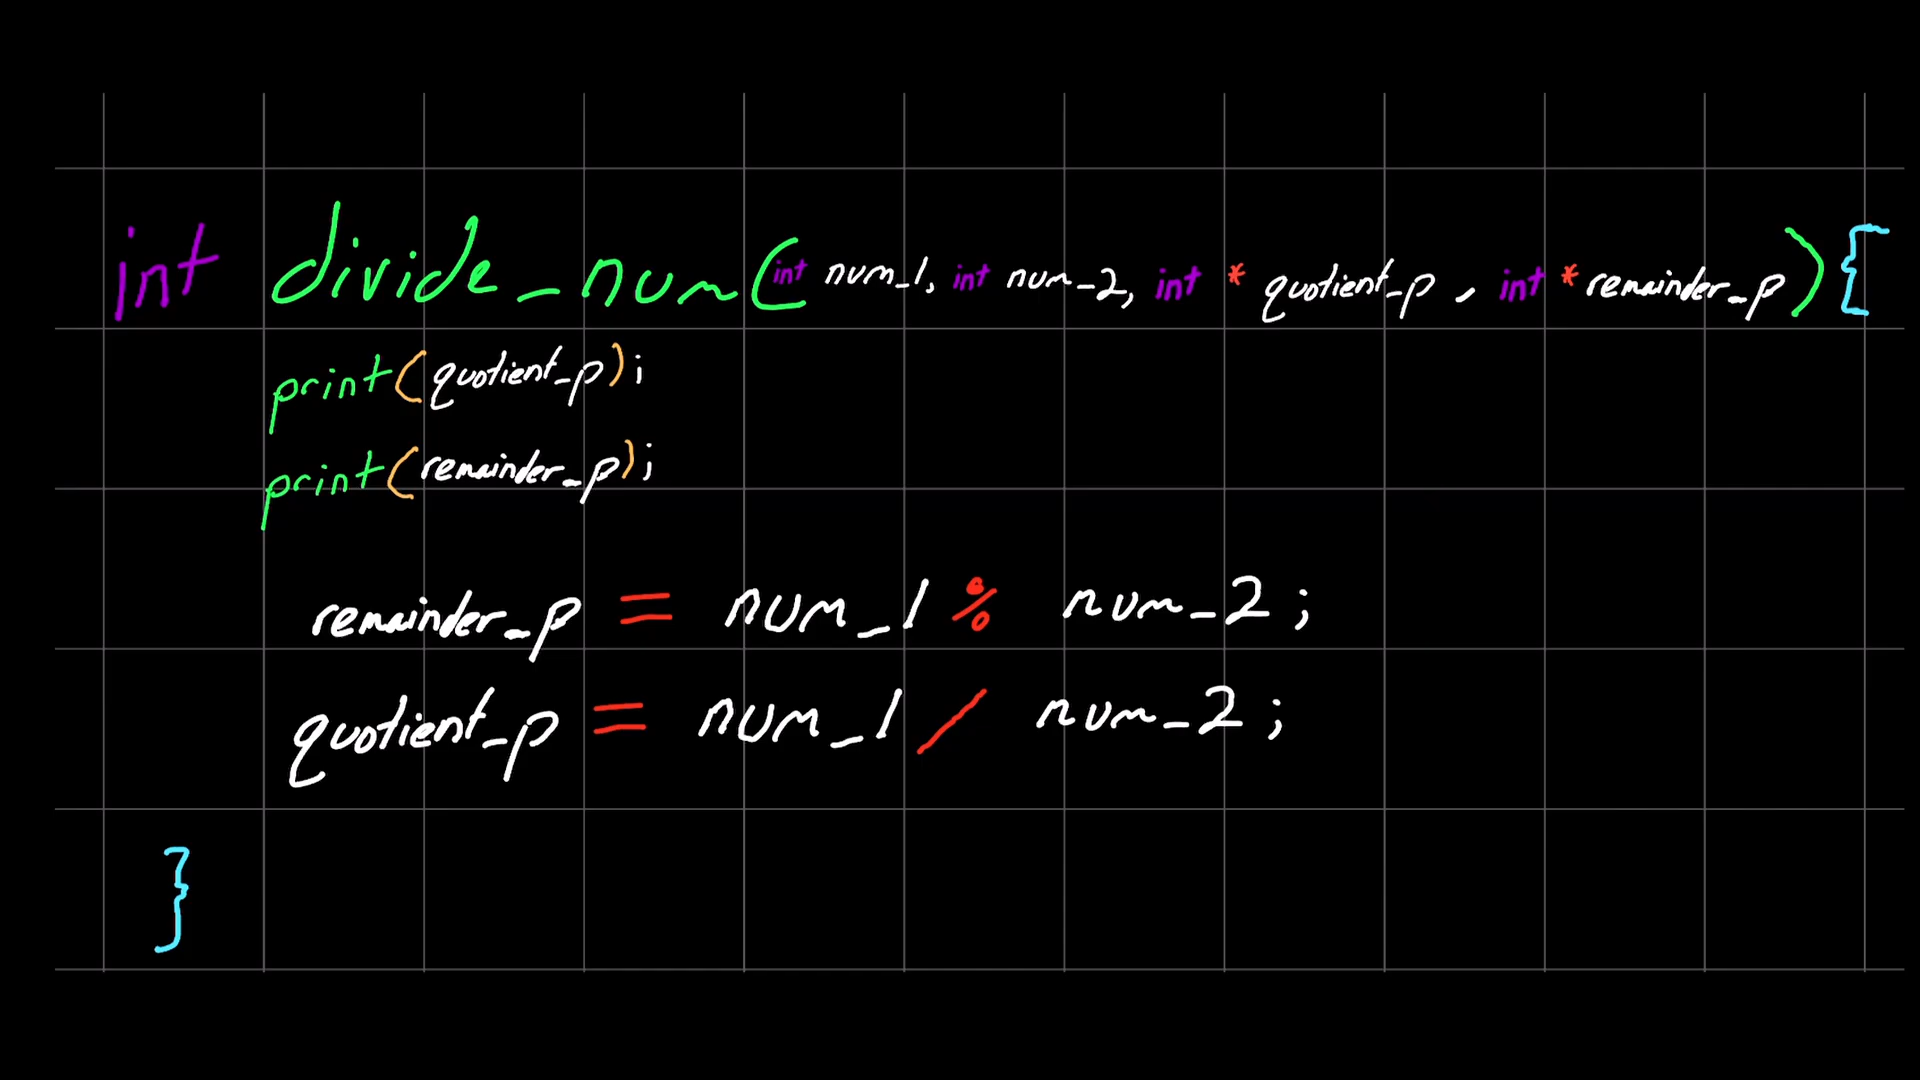 int divide_num(int num_1, int num_2, int * quotient_p, int * remainder_p){
print(quotient_p);
print(remainder_p);
remainder_p = num_1 % num_2;
quotient_p = num_1 / num_2;
}